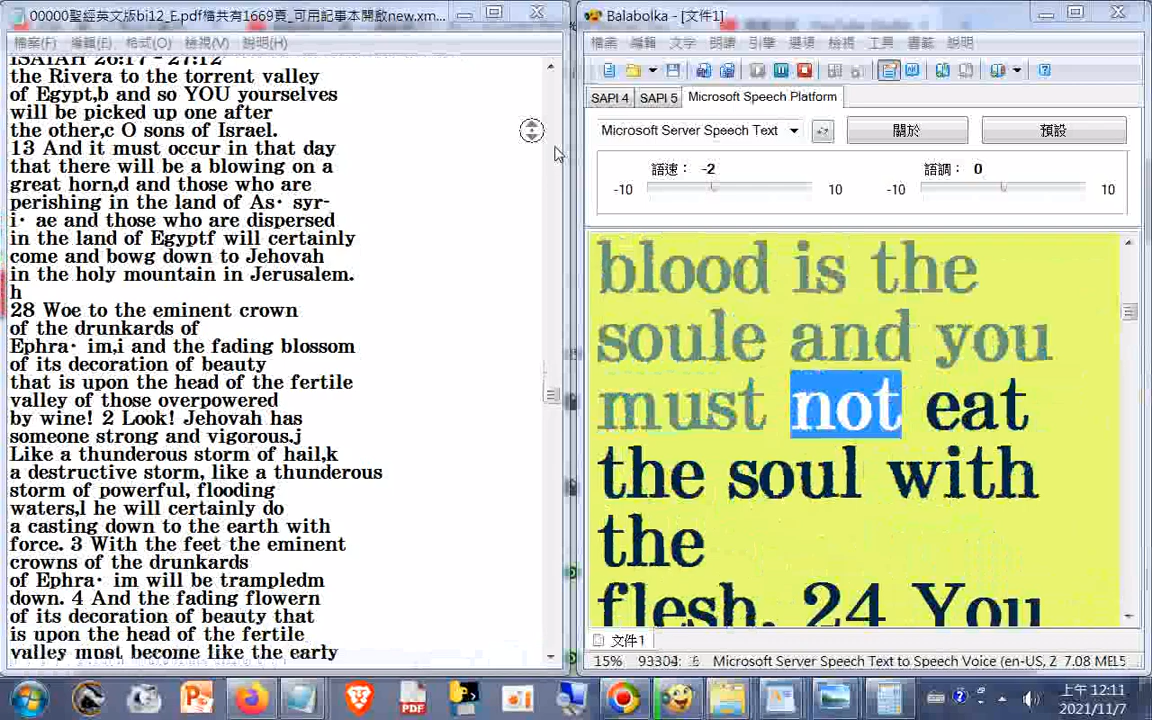 00000聖經英文版bi12_E.pdf檔共有1669頁_可用記事本開啟new.xm...
檔案(F) 編輯(E) 格式(O) 檢視(V) 說明(H)
ISAIAH 26:17 - 27:12
the Rivera to the torrent valley
of Egypt,b and so YOU yourselves
will be picked up one after
the other,c O sons of Israel.
13 And it must occur in that day
that there will be a blowing on a
great horn,d and those who are
perishing in the land of As· syr-
i· ae and those who are dispersed
in the land of Egyptf will certainly
come and bowg down to Jehovah
in the holy mountain in Jerusalem.
h
28 Woe to the eminent crown
of the drunkards of
Ephra· im,i and the fading blossom
of its decoration of beauty
that is upon the head of the fertile
valley of those overpowered
by wine! 2 Look! Jehovah has
someone strong and vigorous.j
Like a thunderous storm of hail,k
a destructive storm, like a thunderous
storm of powerful, flooding
waters,l he will certainly do
a casting down to the earth with
force. 3 With the feet the eminent
crowns of the drunkards
of Ephra· im will be trampledm
down. 4 And the fading flowern
of its decoration of beauty that
is upon the head of the fertile
valley must become like the early
Balabolka - [文件1]
檔案 編輯 文字 朗讀 引擎 選項 檢視 工具 書籤 說明
SAPI 4 SAPI 5 Microsoft Speech Platform
Microsoft Server Speech Text 關於 預設
語速： -2 語調： 0
-10 10 -10 10
blood is the
soule and you
must not eat
the soul with
the
flesh. 24 You
文件1
15% Microsoft Server Speech Text to Speech Voice (en-US, Z 7.08 МЕ
PDF
上午 12:11
2021/11/7